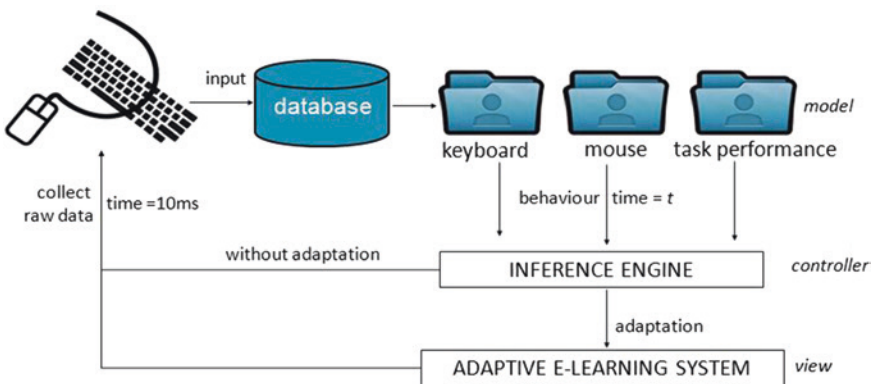 input
database
model
keyboard
mouse
task performance
collect
raw data
time =10ms
behaviour
time = t
without adaptation
INFERENCE ENGINE
controller
adaptation
ADAPTIVE E-LEARNING SYSTEM
view